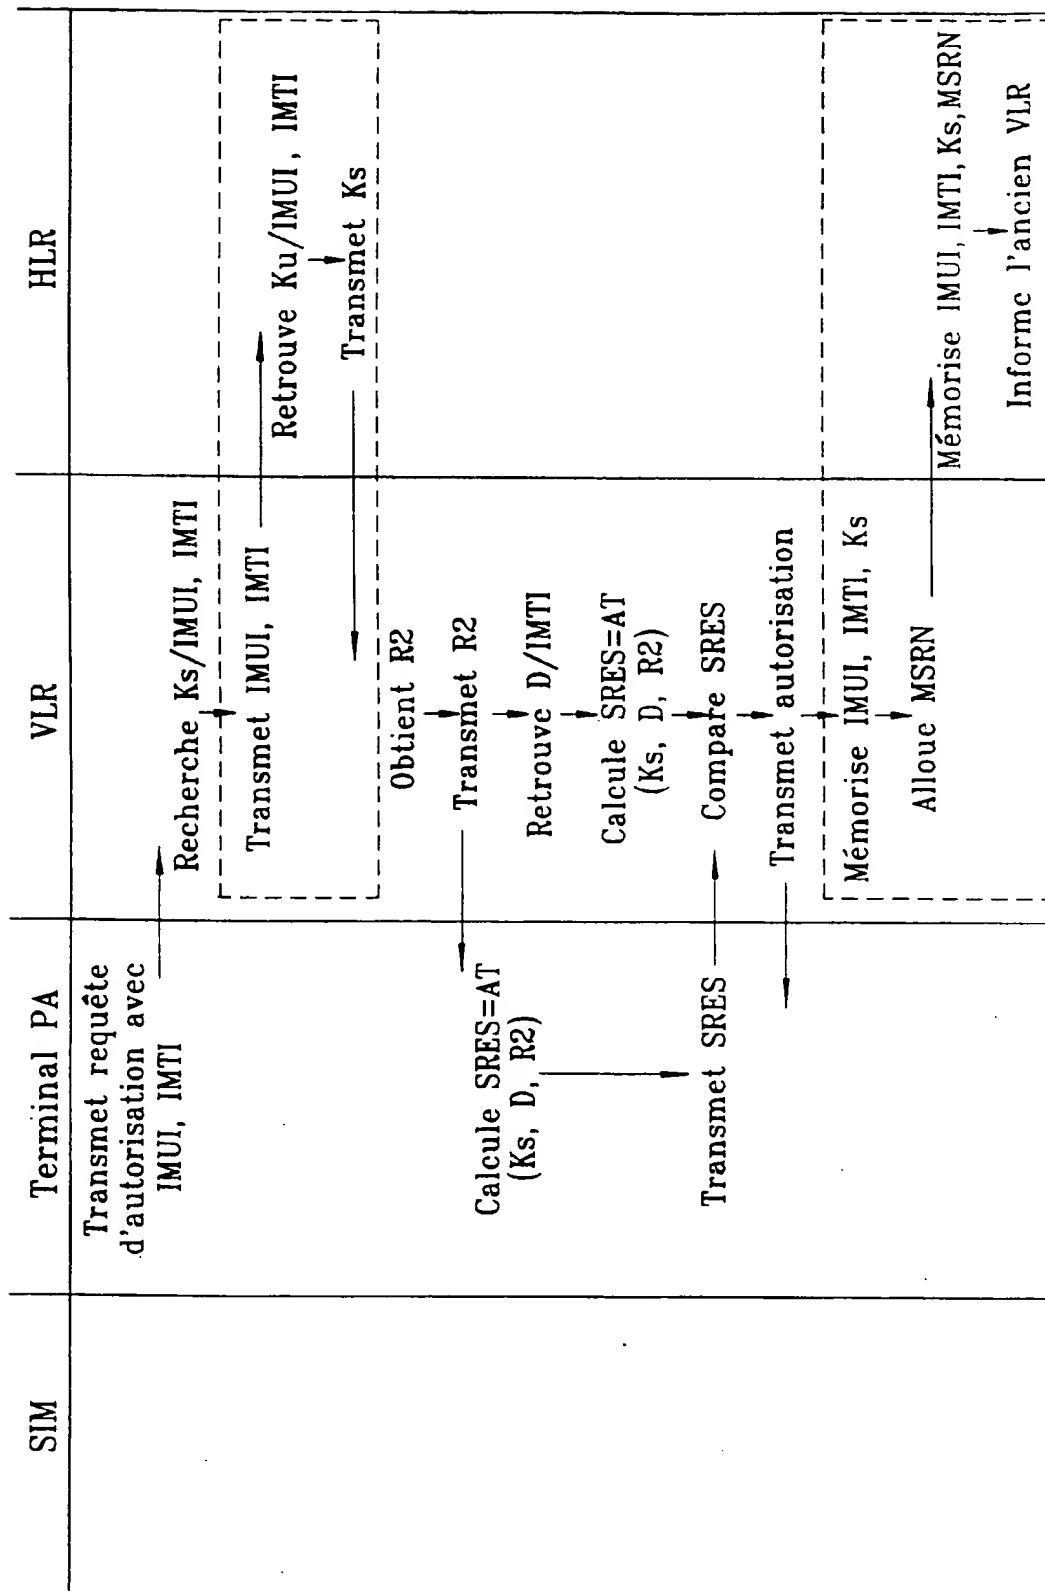 SIM
Terminal PA
VLR
HLR
Transmet requête
d'autorisation avec
IMUI, IMTI
Recherche Ks/IMUI, IMTI
Transmet IMUI, IMTI
Retrouve Ku/IMUI, IMTI
Transmet Ks
Obtient R2
Transmet R2
Retrouve D/IMTI
Calcule SRES=AT
(Ks, D, R2)
Calcule SRES=AT
(Ks, D, R2)
Transmet SRES
Compare SRES
Transmet autorisation
Mémorise IMUI, IMTI, Ks
Alloue MSRN
Mémorise IMUI, IMTI, Ks, MSRN
Informe l'ancien VLR